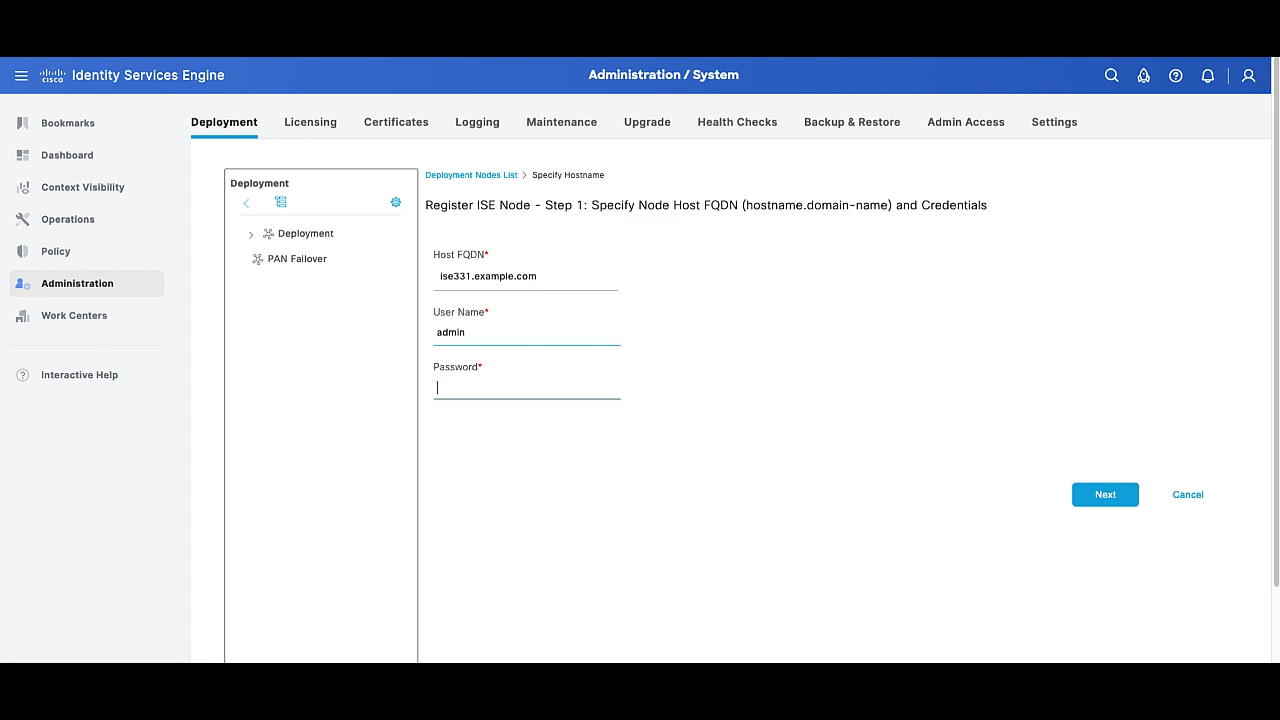 CISCO Identity Services Engine
Administration / System
Bookmarks
Dashboard
Context Visibility
Operations
Policy
Administration
Work Centers
Interactive Help
Deployment Licensing Certificates Logging Maintenance Upgrade Health Checks Backup & Restore Admin Access Settings
Deployment
Deployment
PAN Failover
Deployment Nodes List > Specify Hostname
Register ISE Node - Step 1: Specify Node Host FQDN (hostname.domain-name) and Credentials
Host FQDN*
ise331.example.com
User Name*
admin
Password*
Next Cancel